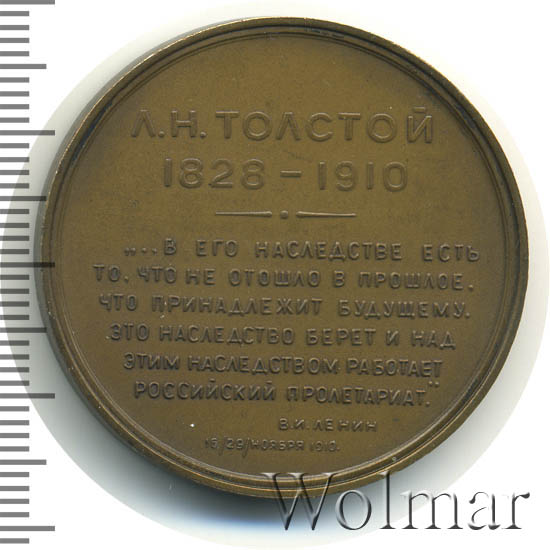 Л.Н. ТОЛСТОЙ
1828 – 1910
„... В ЕГО НАСЛЕДСТВЕ ЕСТЬ
ТО, ЧТО НЕ ОТОШЛО В ПРОШЛОЕ,
ЧТО ПРИНАДЛЕЖИТ БУДУЩЕМУ.
ЭТО НАСЛЕДСТВО БЕРЕТ И НАД
ЭТИМ НАСЛЕДСТВОМ РАБОТАЕТ
РОССИЙСКИЙ ПРОЛЕТАРИАТ."
В.И. ЛЕНИН
16/29/НОЯБРЯ 1910.
Wolmar